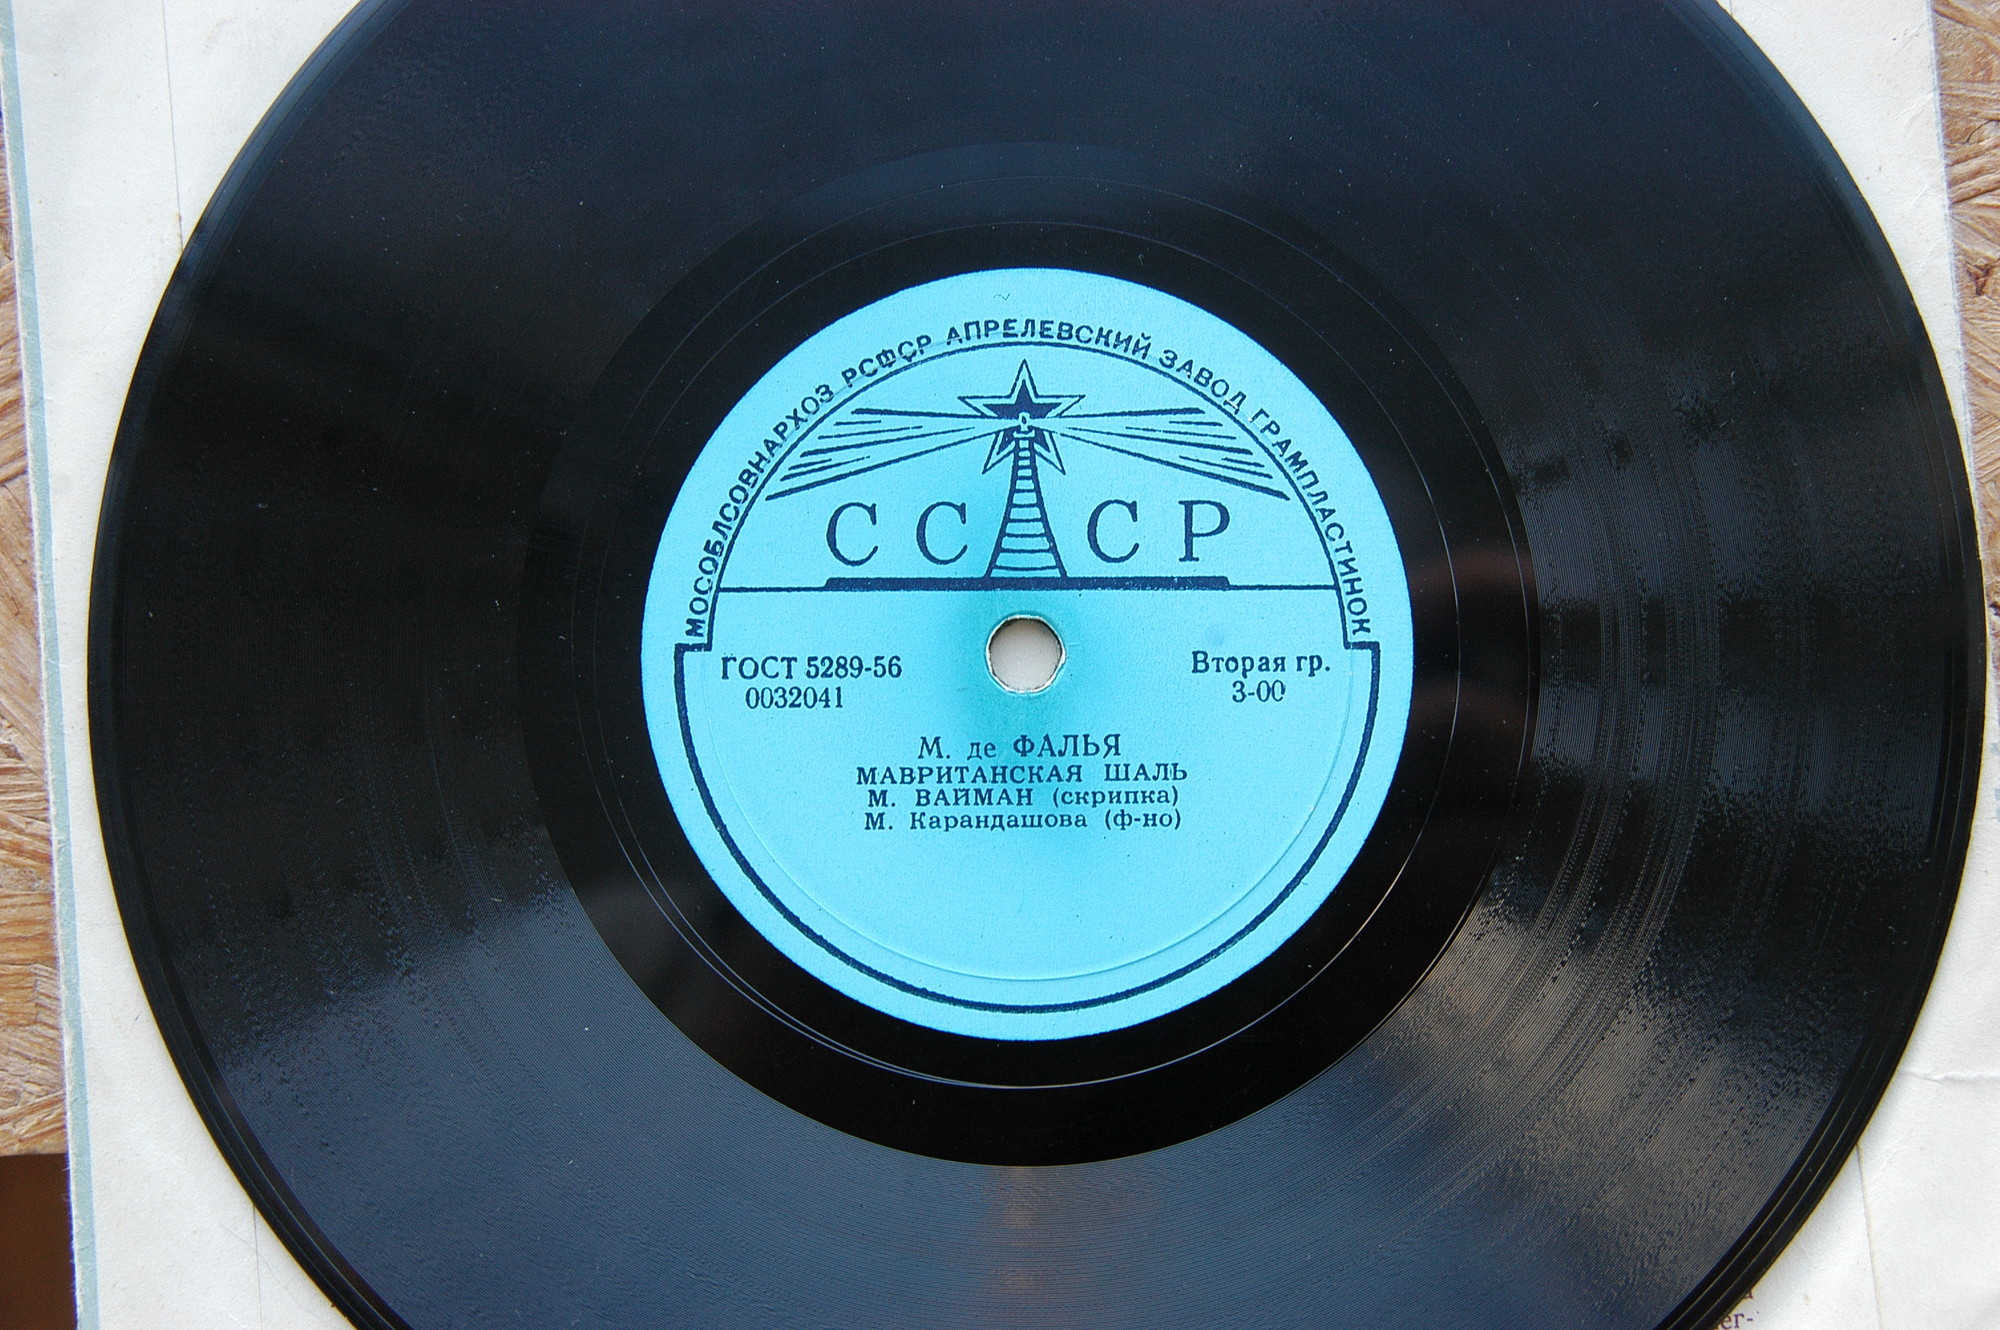 МОСОБЛСОВНАРХОЗ РСФСР АПРЕЛЕВСКИЙ ЗАВОД ГРАМПЛАСТИНОК
СССР
ГОСТ 5289-56
0032041
Вторая гр.
3-00
М. де ФАЛЬЯ
МАВРИТАНСКАЯ ШАЛЬ
М. ВАЙМАН (скрипка)
М. Карандашова (ф-но)